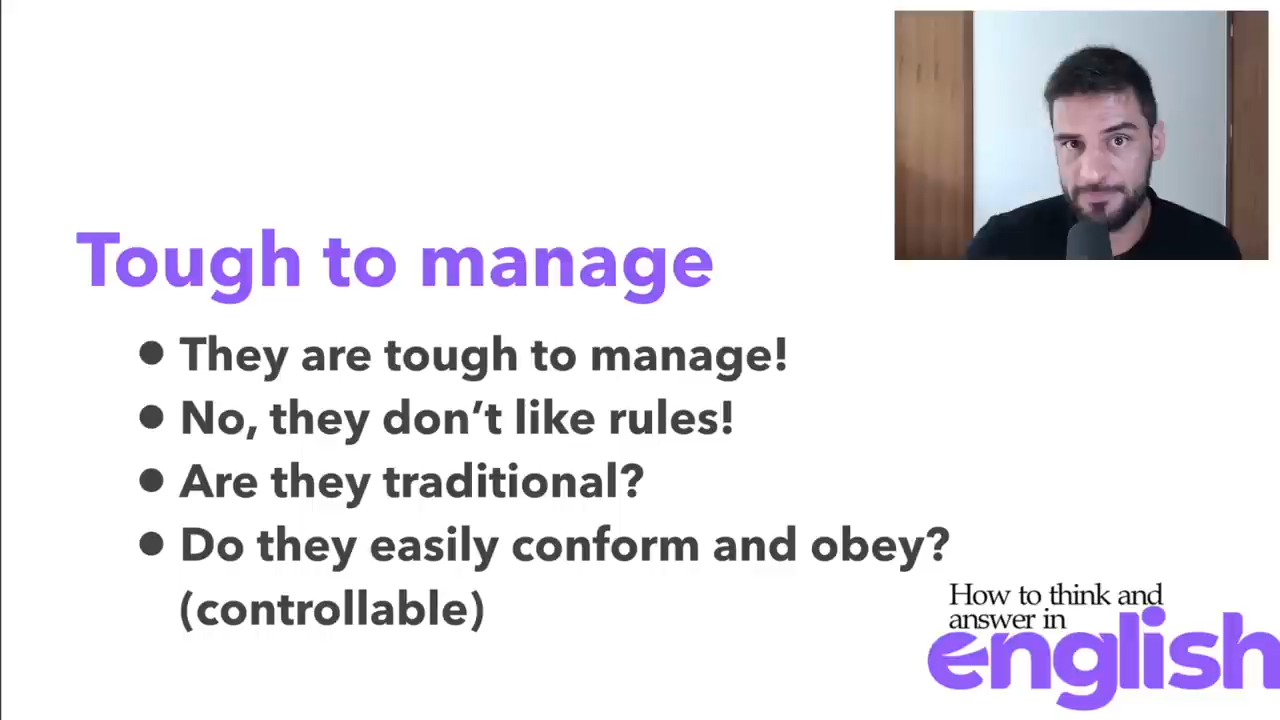 Tough to manage
• They are tough to manage!
• No, they don’t like rules!
• Are they traditional?
• Do they easily conform and obey?
(controllable)
How to think and
answer in
english